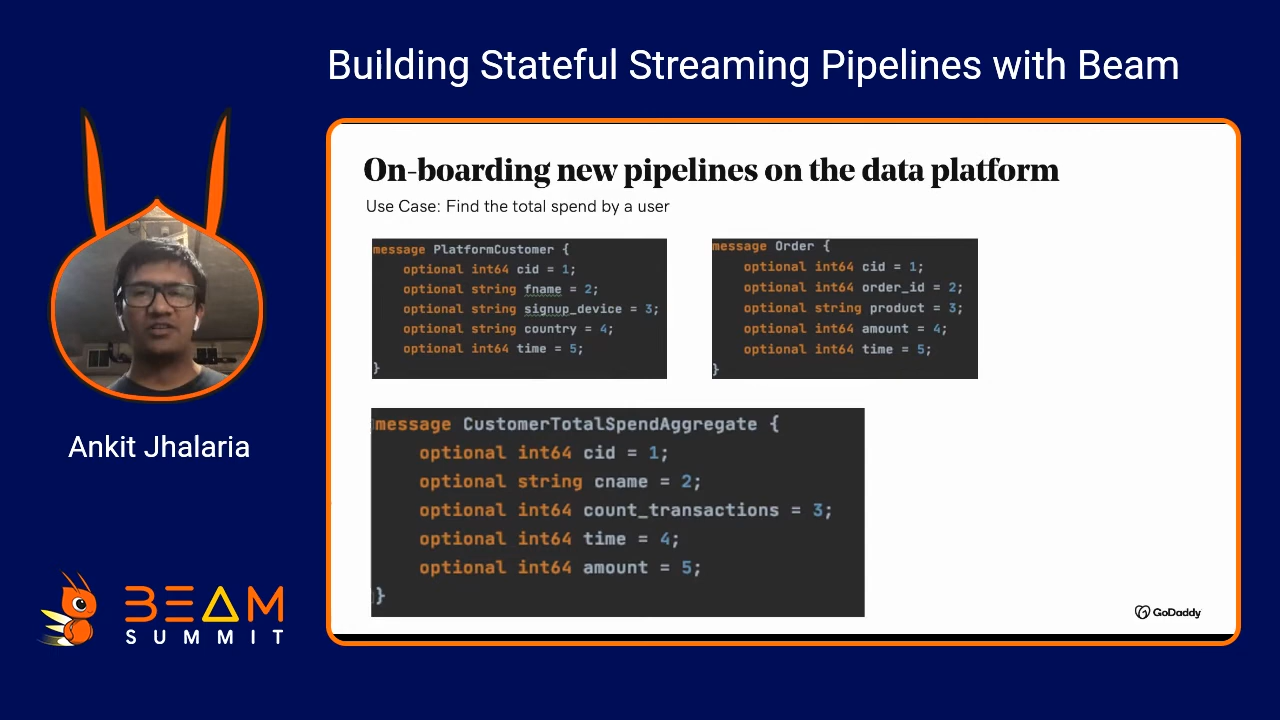 Building Stateful Streaming Pipelines with Beam
On-boarding new pipelines on the data platform
Use Case: Find the total spend by a user
message PlatformCustomer {
optional int64 cid = 1;
optional string fname = 2;
optional string signup_device = 3;
optional string country = 4;
optional int64 time = 5;
}
message Order {
optional int64 cid = 1;
optional int64 order_id = 2;
optional string product = 3;
optional int64 amount = 4;
optional int64 time = 5;
}
message CustomerTotalSpendAggregate {
optional int64 cid = 1;
optional string cname = 2;
optional int64 count_transactions = 3;
optional int64 time = 4;
optional int64 amount = 5;
}
GoDaddy
Ankit Jhalaria
BEAM
SUMMIT